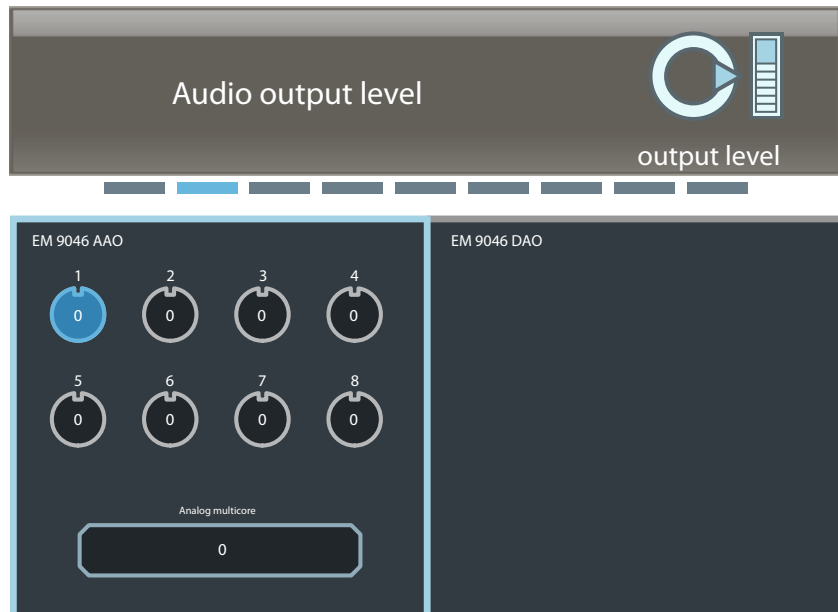 Audio output level
output level
EM 9046 AAO
EM 9046 DAO
1 2 3 4
0 0 0 0
5 6 7 8
0 0 0 0
Analog multicore
0